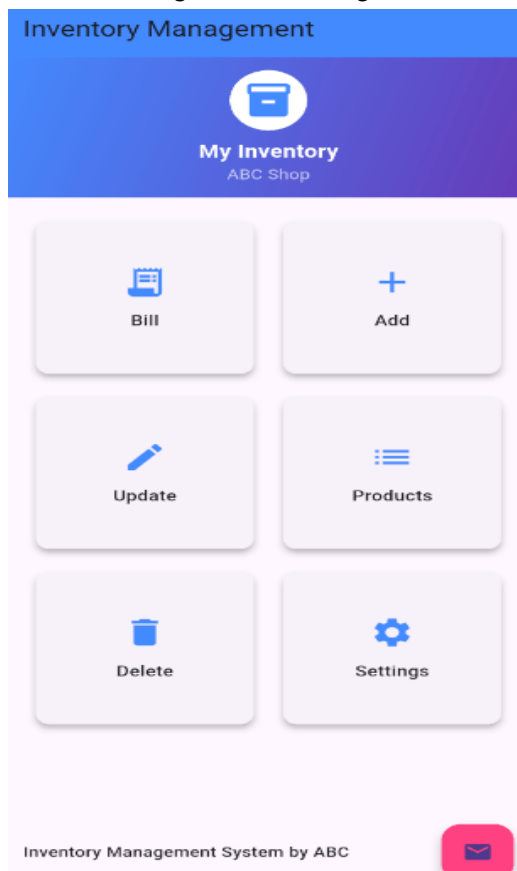 Inventory Management
My Inventory
ABC Shop
Bill
Add
Update
Products
Delete
Settings
Inventory Management System by ABC